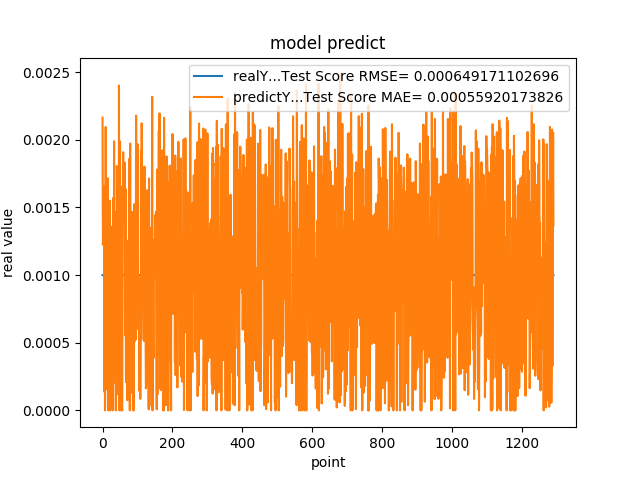 model predict
realY...Test Score RMSE= 0.000649171102696
predictY...Test Score MAE= 0.00055920173826
0.0025
0.0020
0.0015
0.0010
0.0005
0.0000
real value
0 200 400 600 800 1000 1200
point